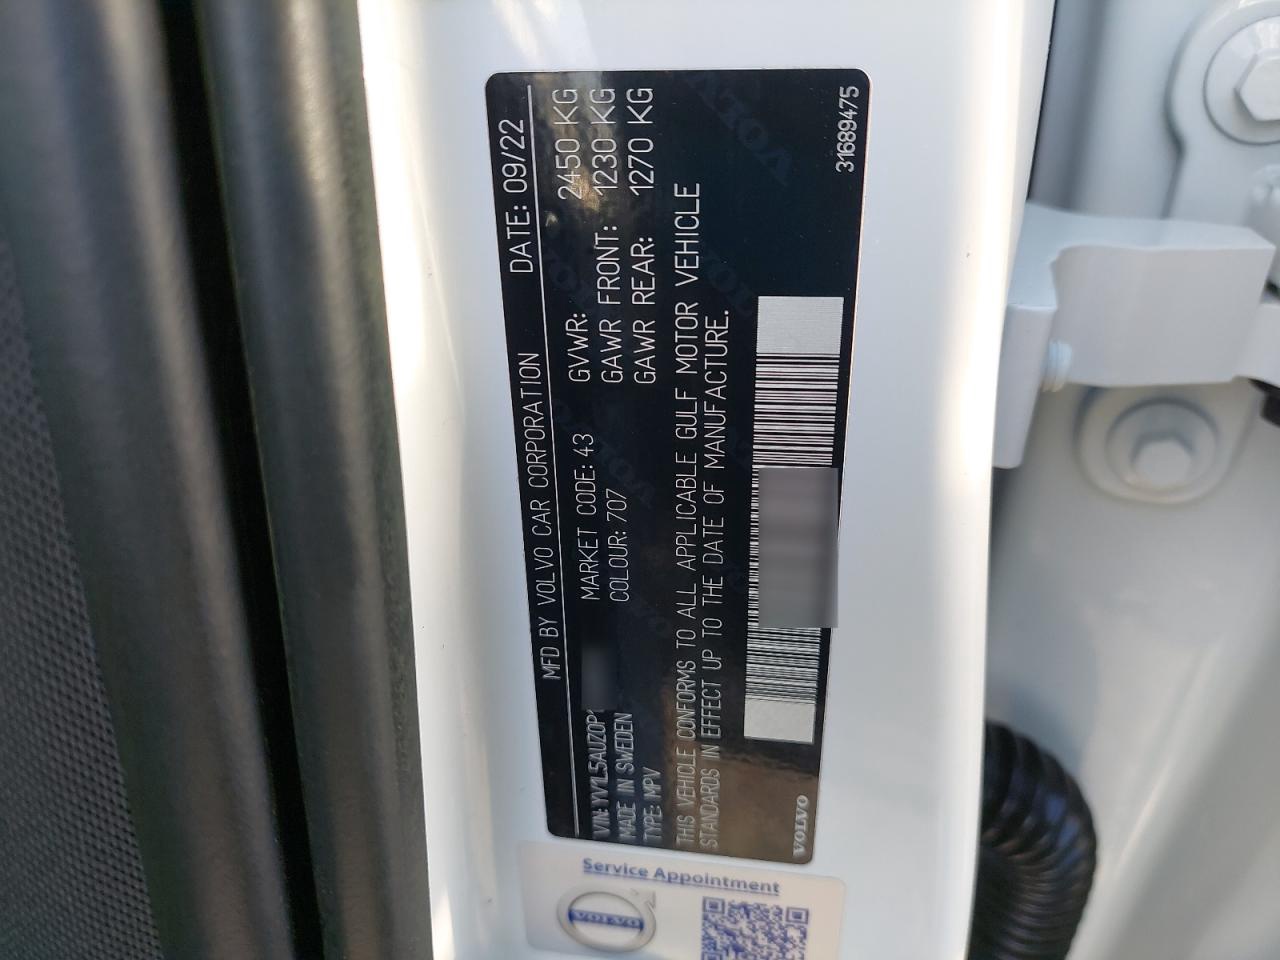 MFD BY VOLVO CAR CORPORATION DATE: 09/22
VIN: YV1L5AUZ0P1
MADE IN SWEDEN
TYPE: MPV
MARKET CODE: 43
COLOUR: 707
GVWR: 2450 KG
GAWR FRONT: 1230 KG
GAWR REAR: 1270 KG
THIS VEHICLE CONFORMS TO ALL APPLICABLE GULF MOTOR VEHICLE
STANDARDS IN EFFECT UP TO THE DATE OF MANUFACTURE.
VOLVO
31689475
Service Appointment
VOLVO